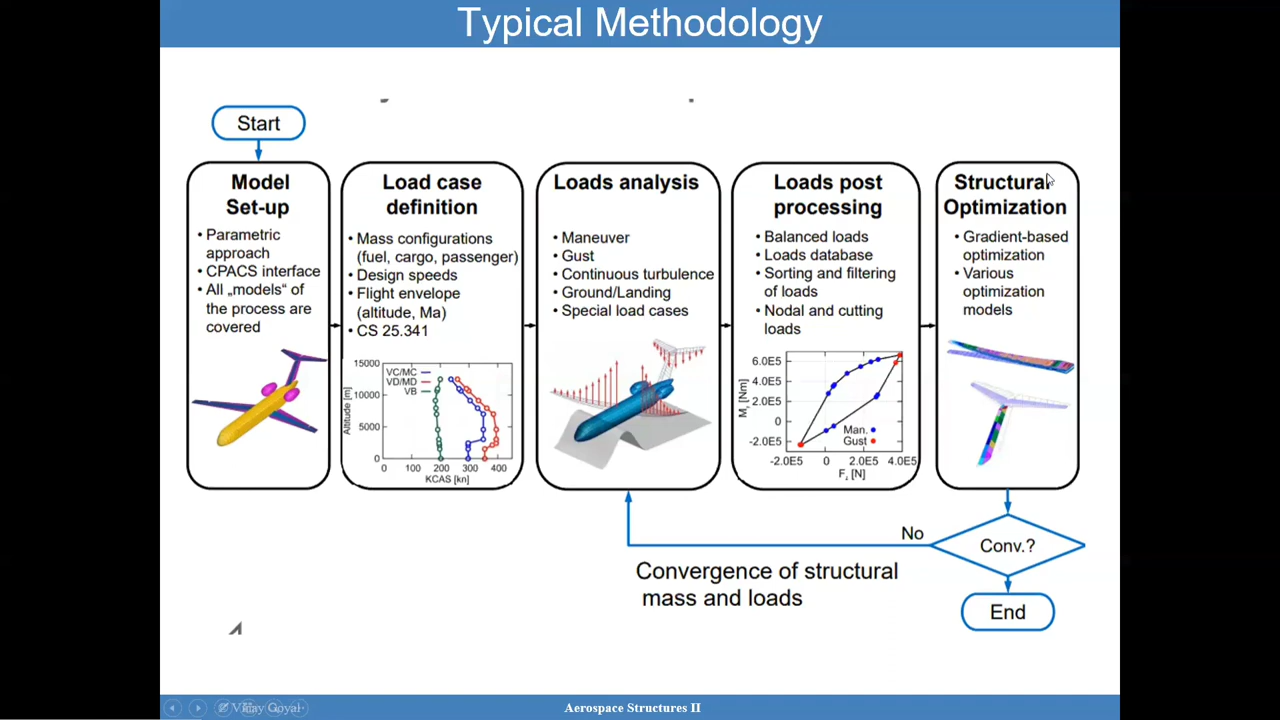 Typical Methodology
Start
Model
Set-up
• Parametric
approach
• CPACS interface
• All „models“ of
the process are
covered
Load case
definition
• Mass configurations
(fuel, cargo, passenger)
• Design speeds
• Flight envelope
(altitude, Ma)
• CS 25.341
15000
10000
5000
0
Altitude [m]
VC/MC
VD/MD
VB
0 100 200 300 400
KCAS [kn]
Loads analysis
• Maneuver
• Gust
• Continuous turbulence
• Ground/Landing
• Special load cases
Loads post
processing
• Balanced loads
• Loads database
• Sorting and filtering
of loads
• Nodal and cutting
loads
6.0E5
4.0E5
2.0E5
0
-2.0E5
[Nm]
Man.
Gust
-2.0E5 0 2.0E5 4.0E5
[N]
Structural
Optimization
• Gradient-based
optimization
• Various
optimization
models
No
Conv.?
Convergence of structural
mass and loads
End
Vinay Goyal
Aerospace Structures II